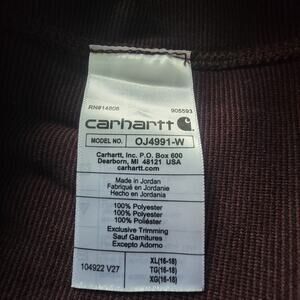 RN#14806 905593
carhartt
MODEL NO. OJ4991-W
Carhartt, Inc. P.O. Box 600
Dearborn, MI 48121 USA
carhartt.com
Made in Jordan
Fabriqué en Jordanie
Hecho en Jordania
100% Polyester
100% Polyester
100% Poliéster
Exclusive Trimming
Sauf Garnitures
Excepto Adorno
104922 V27
XL(16-18)
TG(16-18)
XG(16-18)